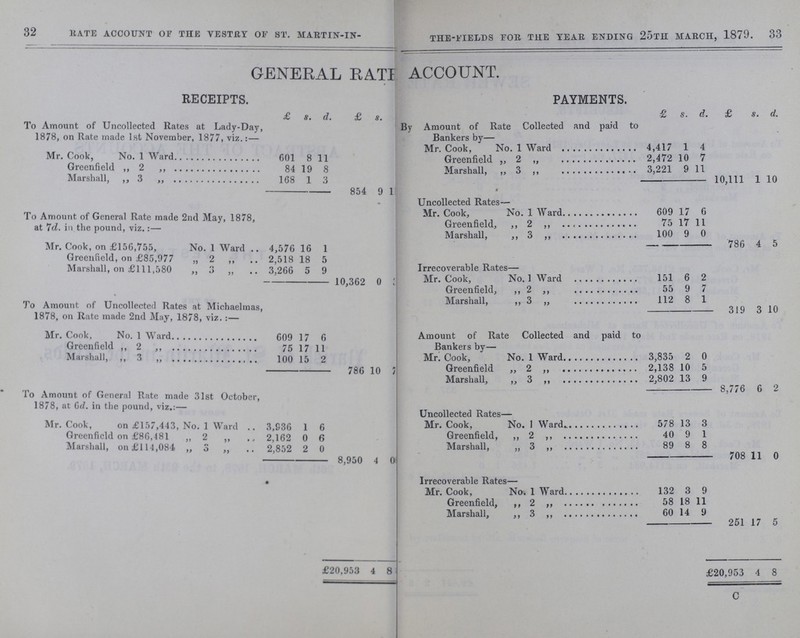 32 RATE ACCOUNT OF THE VESTRY OF ST. MARTIN-IN-
GENERAL RATE
RECEIPTS.
£ s. d. £ s.
To Amount of Uncollected Rates at Lady-Day,
1878, on Rate made 1st November, 1877, viz.:—
Mr. Cook, No. 1 Ward.............. 601 8 11
Greenfield „ 2 „ .............. 84 19 8
Marshall, „ 3 „ .............. 168 1 3
854 9 1
To Amount of General Rate made 2nd May, 1878,
at 7d. in the pound, viz.:—
Mr. Cook, on £156,755, No. 1 Ward .. 4,576 16 1
Greenfield, on £85,977 „ 2 „ .. 2,518 18 5
Marshall, on £111,580 „ 3 „ .. 3,266 5 9
10,362 0
To Amount of Uncollected Rates at Michaelmas,
1878, on Rate made 2nd May, 1878, viz.:—
Mr. Cook, No. 1 Ward.............. 609 17 6
Greenfield „ 2 „ .............. 75 17 11
Marshall, „ 3 „ .............. 100 15 2
786 10 7
To Amount of General Rate made 31st October,
1878, at 6d. in the pound, viz.:—
Mr. Cook, on £157,443, No. 1 Ward .. 3,936 1 6
Greenfield on £86,481 „ 2 „ .. 2,162 0 6
Marshall, on £114,084 „ 3 „ .. 2,852 2 0
8,950 4 0
£20,953 4 8
THE-FIELDS FOR THE YEAR ENDING 25TH MARCH, 1879. 33
ACCOUNT.
PAYMENTS.
£ s. d. £ s. d.
By Amount of Rate Collected and paid to
Bankers by—
Mr. Cook, No. 1 Ward .............. 4,417 1 4
Greenfield „ 2 „ .............. 2,472 10 7
Marshall, „ 3 „ .............. 3,221 9 11
10,111 1 10
Uncollected Rates—
Mr. Cook, No. 1 Ward.............. 609 17 6
Greenfield, „ 2 „ .............. 75 17 11
Marshall, „ 3 „ .............. 100 9 0
786 4 5
Irrecoverable Rates—
Mr. Cook, No. 1 Ward .............. 151 6 2
Greenfield, „ 2 „ .............. 55 9 7
Marshall, „ 3 „ .............. 112 8 1
319 3 10
Amount of Rate Collected and paid to
Bankers by—
Mr. Cook, No. 1 Ward.............. 3,835 2 0
Greenfield „ 2 „ .............. 2,138 10 5
Marshall, „ 3 „ .............. 2,802 13 9
8,776 6 2
Uncollected Rates—
Mr. Cook, No. 1 Ward.............. 578 13 3
Greenfield, „ 2 „ .............. 40 9 1
Marshall, „ 3 „ .............. 89 8 8
708 11 0
Irrecoverable Rates—
Mr. Cook, No. 1 Ward.............. 132 3 9
Greenfield, „ 2 „ .............. 58 18 11
Marshall, „ 3 „ .............. 60 14 9
251 17 5
£20,953 4 8
C